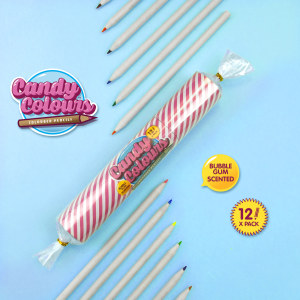 Candy
Colours
COLOURED PENCILS
Candy
Colours
BUBBLE
GUM
SCENTED
12!
X PACK